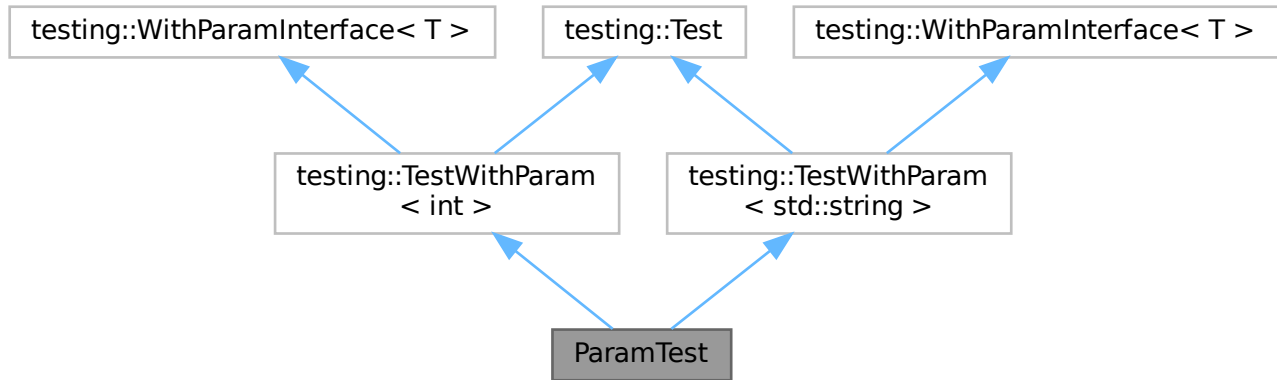 testing::WithParamInterface< T >
testing::Test
testing::WithParamInterface< T >
testing::TestWithParam
< int >
testing::TestWithParam
< std::string >
ParamTest